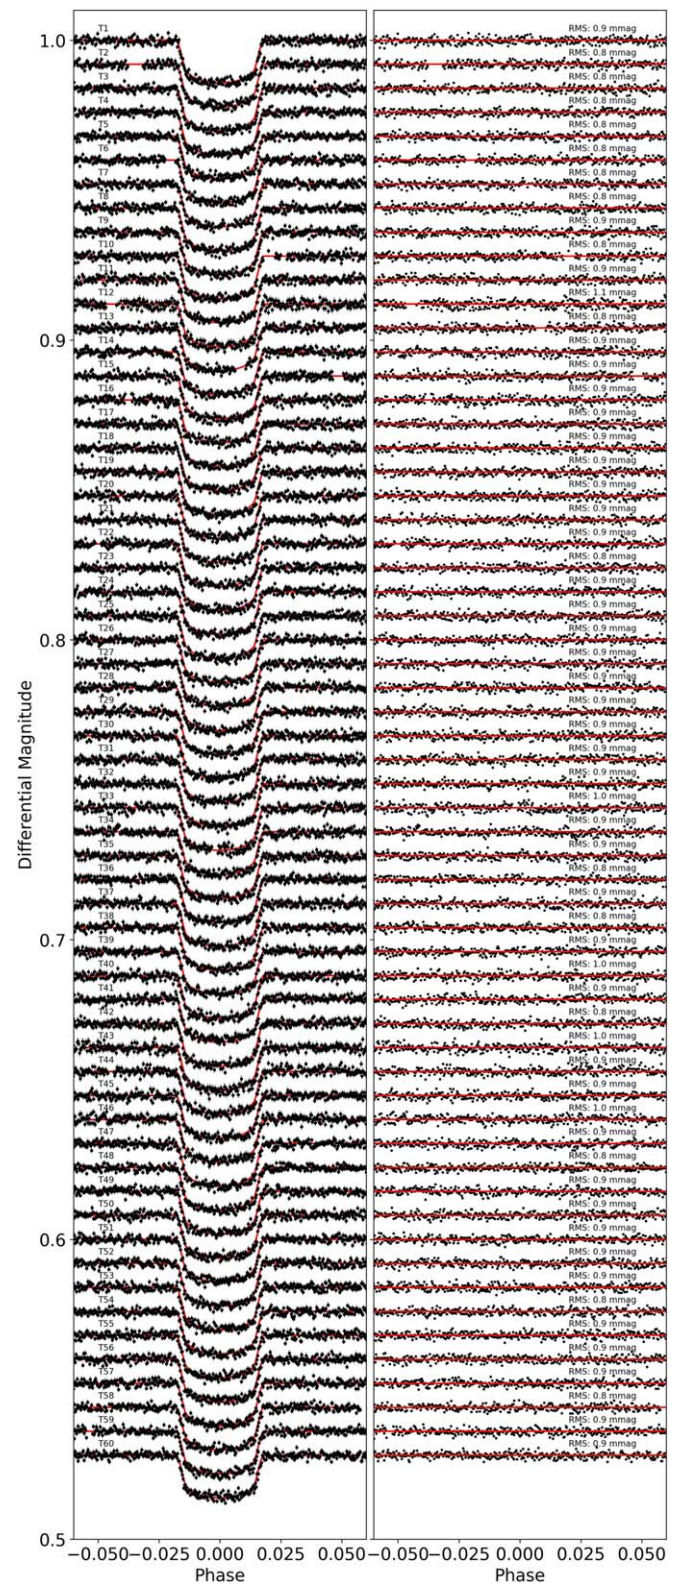 Differential Magnitude
1.0
0.9
0.8
0.7
0.6
0.5
T1
T2
T3
T4
T5
T6
T7
T8
T9
T10
T11
T12
T13
T14
T15
T16
T17
T18
T19
T20
T21
T22
T23
T24
T25
T26
T27
T28
T29
T30
T31
T32
T33
T34
T35
T36
T37
T38
T39
T40
T41
T42
T43
T44
T45
T46
T47
T48
T49
T50
T51
T52
T53
T54
T55
T56
T57
T58
T59
T60
−0.050 −0.025 0.000 0.025 0.050
Phase
RMS: 0.9 mmag
RMS: 0.8 mmag
RMS: 0.8 mmag
RMS: 0.8 mmag
RMS: 0.8 mmag
RMS: 0.8 mmag
RMS: 0.8 mmag
RMS: 0.8 mmag
RMS: 0.9 mmag
RMS: 0.8 mmag
RMS: 0.9 mmag
RMS: 1.1 mmag
RMS: 0.8 mmag
RMS: 0.9 mmag
RMS: 0.9 mmag
RMS: 0.9 mmag
RMS: 0.9 mmag
RMS: 0.9 mmag
RMS: 0.9 mmag
RMS: 0.9 mmag
RMS: 0.9 mmag
RMS: 0.9 mmag
RMS: 0.8 mmag
RMS: 0.9 mmag
RMS: 0.9 mmag
RMS: 0.9 mmag
RMS: 0.9 mmag
RMS: 0.9 mmag
RMS: 0.9 mmag
RMS: 0.9 mmag
RMS: 0.9 mmag
RMS: 0.9 mmag
RMS: 1.0 mmag
RMS: 0.9 mmag
RMS: 0.9 mmag
RMS: 0.8 mmag
RMS: 0.9 mmag
RMS: 0.8 mmag
RMS: 0.9 mmag
RMS: 1.0 mmag
RMS: 0.9 mmag
RMS: 0.8 mmag
RMS: 1.0 mmag
RMS: 0.9 mmag
RMS: 0.9 mmag
RMS: 1.0 mmag
RMS: 0.9 mmag
RMS: 0.8 mmag
RMS: 0.9 mmag
RMS: 0.9 mmag
RMS: 0.9 mmag
RMS: 0.9 mmag
RMS: 0.9 mmag
RMS: 0.8 mmag
RMS: 0.9 mmag
RMS: 0.9 mmag
RMS: 0.9 mmag
RMS: 0.8 mmag
RMS: 0.9 mmag
RMS: 0.9 mmag
−0.050 −0.025 0.000 0.025 0.050
Phase